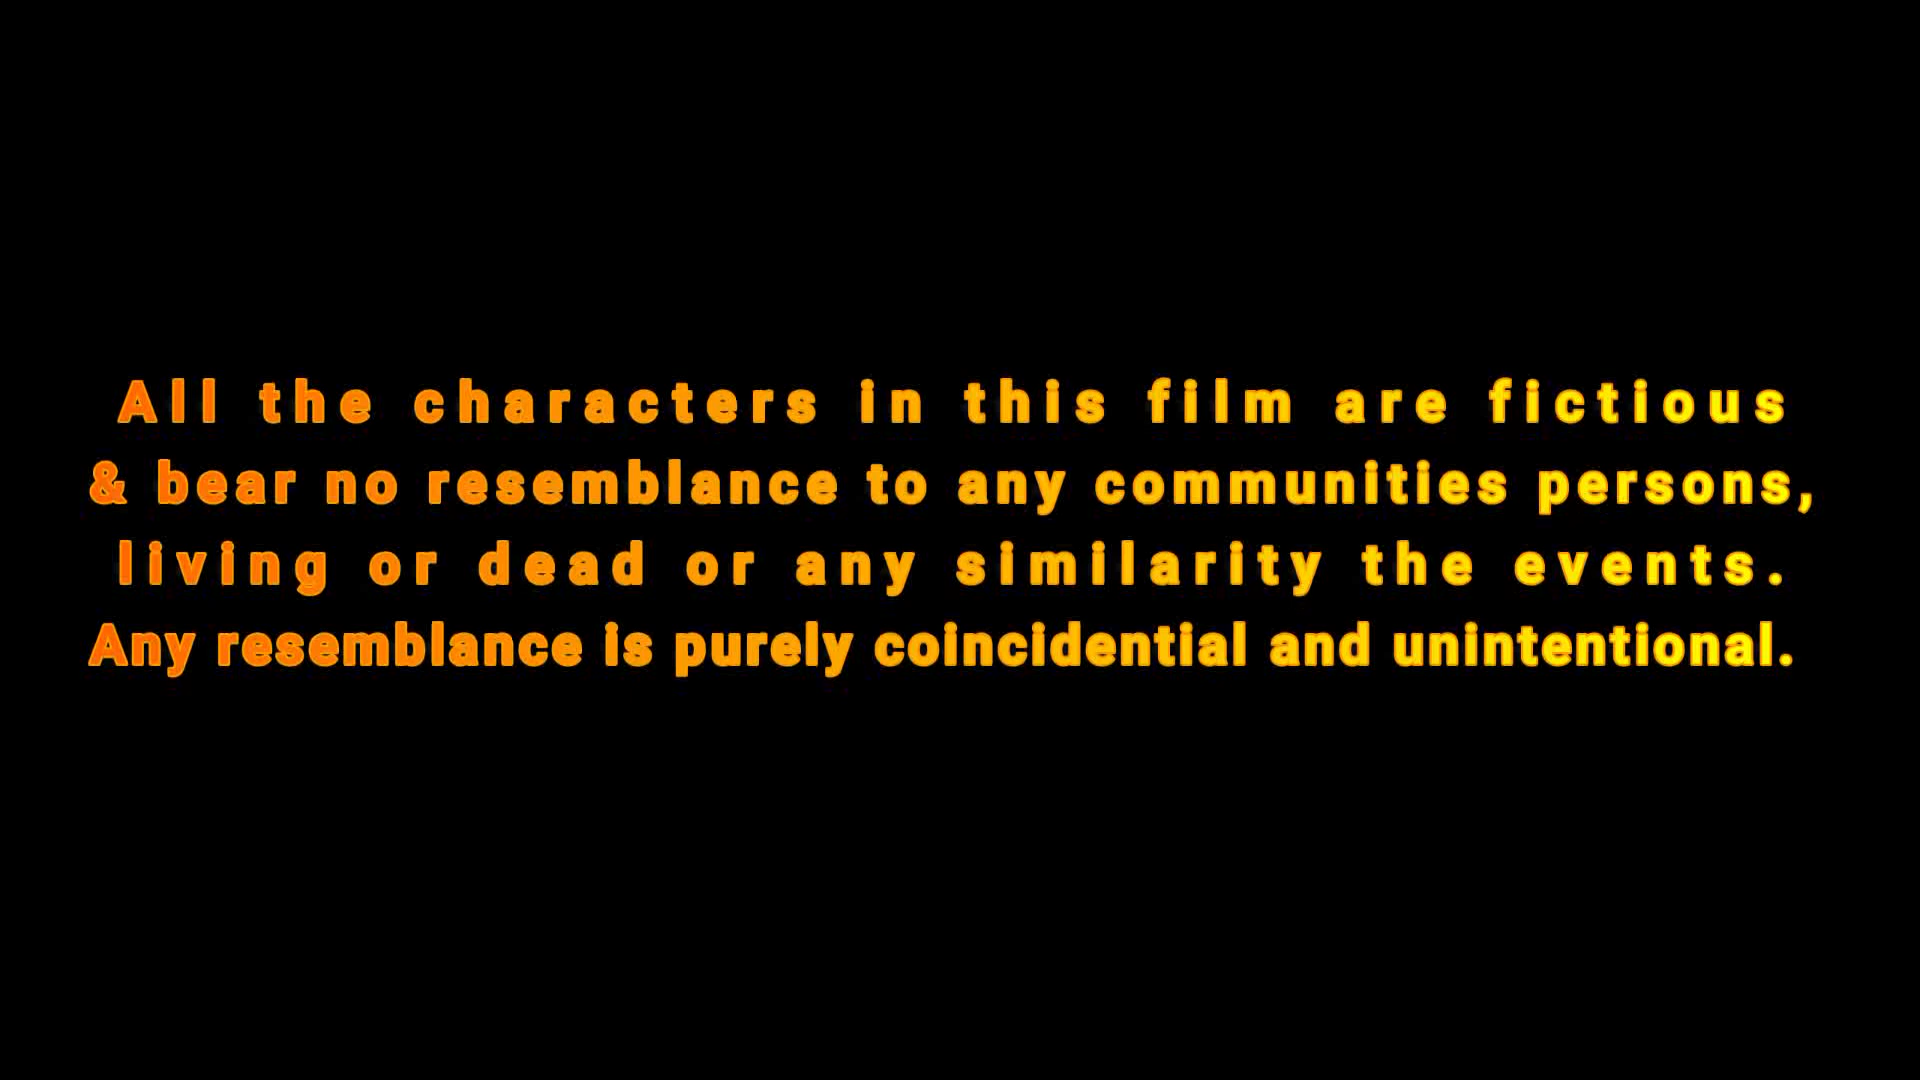 All the characters in this film are fictious
& bear no resemblance to any communities persons,
living or dead or any similarity the events.
Any resemblance is purely coincidential and unintentional.